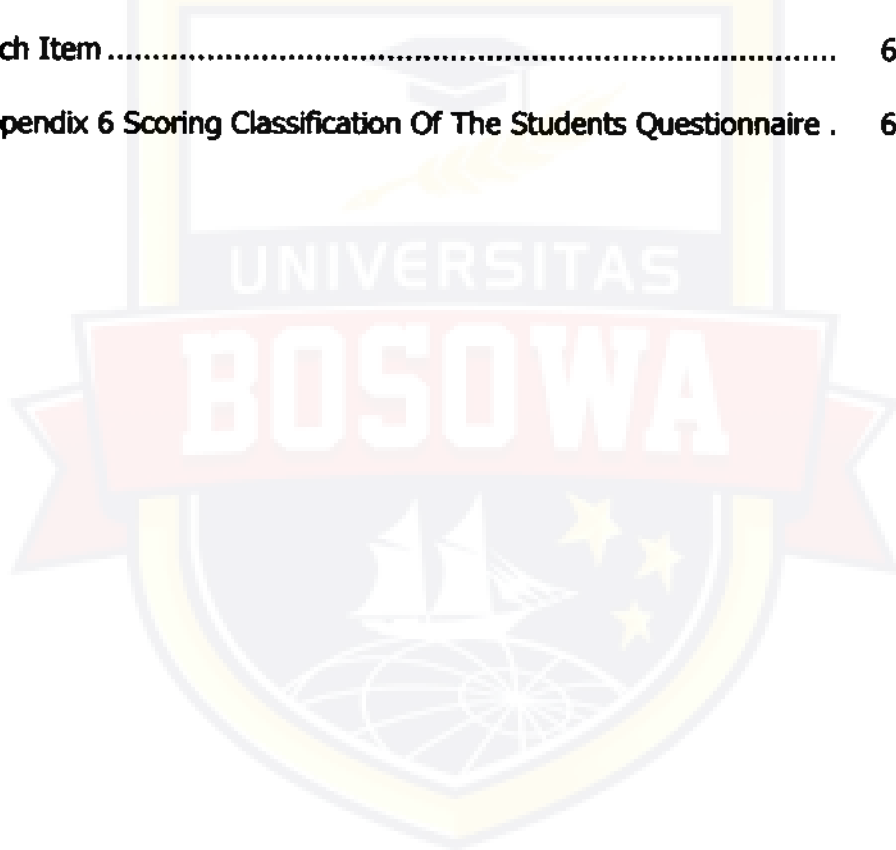 ch Item ........................................................................ 6
pendix 6 Scoring Classification Of The Students Questionnaire . 6
UNIVERSITAS
BOSOWA